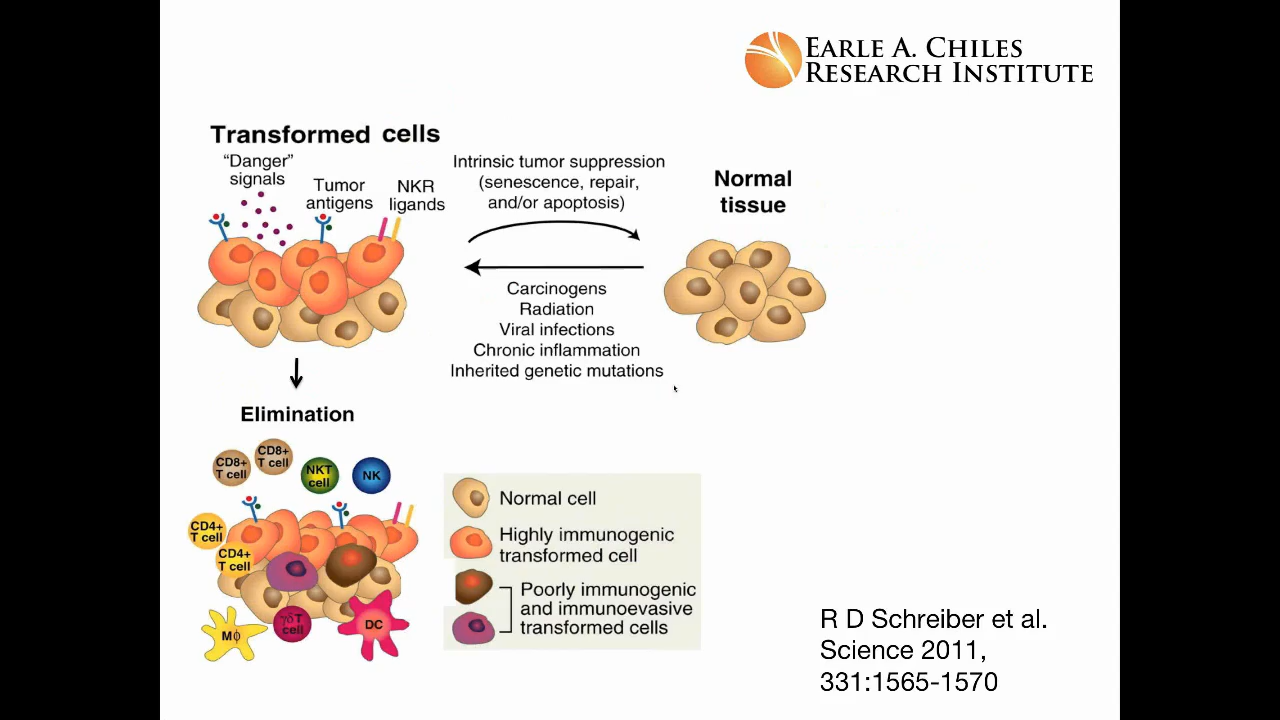 EARLE A. CHILES
RESEARCH INSTITUTE
Transformed cells
“Danger”
signals
Tumor
antigens
NKR
ligands
Intrinsic tumor suppression
(senescence, repair,
and/or apoptosis)
Normal
tissue
Carcinogens
Radiation
Viral infections
Chronic inflammation
Inherited genetic mutations
Elimination
CD8+
T cell
CD8+
T cell
NKT
cell
NK
CD4+
T cell
CD4+
T cell
Mϕ
γδT
cell
DC
Normal cell
Highly immunogenic
transformed cell
Poorly immunogenic
and immunoevasive
transformed cells
R D Schreiber et al.
Science 2011,
331:1565-1570